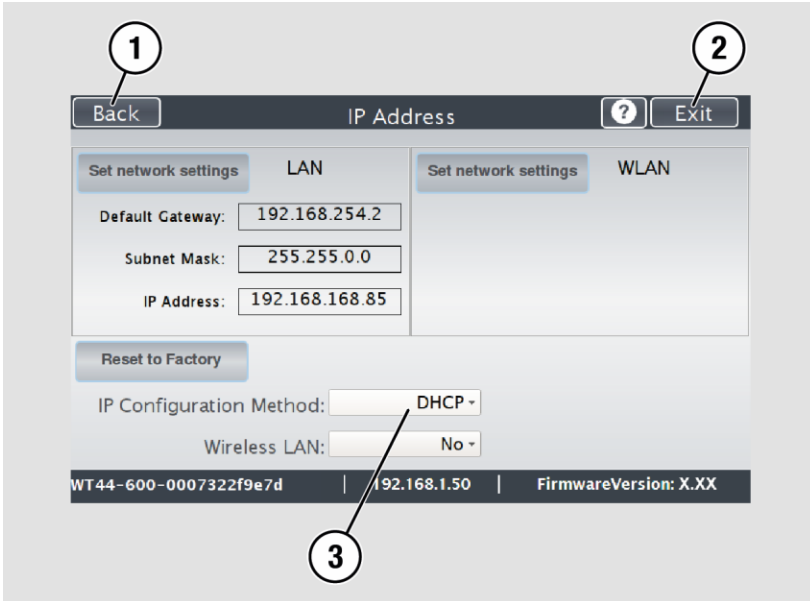 1
2
Back IP Address ? Exit
Set network settings LAN
Default Gateway: 192.168.254.2
Subnet Mask: 255.255.0.0
IP Address: 192.168.168.85
Set network settings WLAN
Reset to Factory
IP Configuration Method: DHCP
Wireless LAN: No
WT44-600-0007322f9e7d | 192.168.1.50 | FirmwareVersion: X.XX
3